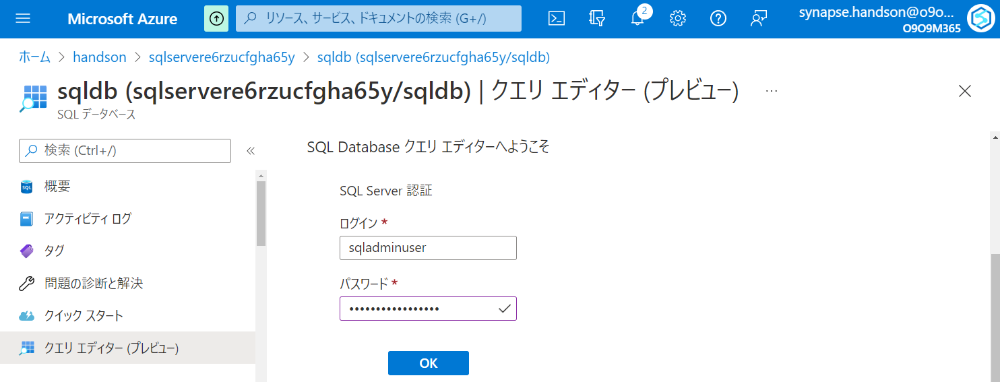 Microsoft Azure
リソース、サービス、ドキュメントの検索 (G+/)
2
synapse.handson@o9o...
O9O9M365
ホーム > handson > sqlservere6rzucfgha65y > sqldb (sqlservere6rzucfgha65y/sqldb)
sqldb (sqlservere6rzucfgha65y/sqldb) | クエリ エディター (プレビュー) ...
SQL データベース
検索 (Ctrl+/)
«
SQL
概要
アクティビティ ログ
タグ
問題の診断と解決
クイック スタート
クエリ エディター (プレビュー)
SQL Database クエリ エディターへようこそ
SQL Server 認証
ログイン *
sqladminuser
パスワード *
•••••••••••••••••
OK